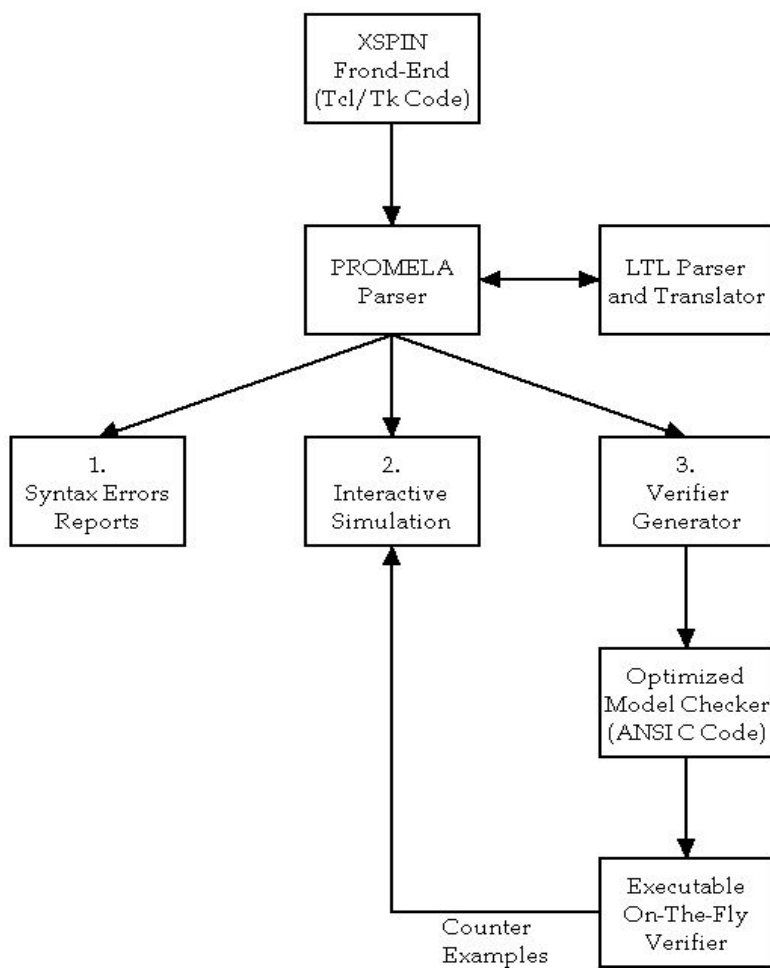 XSPIN
Frond-End
(Tcl/Tk Code)
PROMELA
Parser
LTL Parser
and Translator
1.
Syntax Errors
Reports
2.
Interactive
Simulation
3.
Verifier
Generator
Optimized
Model Checker
(ANSI C Code)
Executable
On-The-Fly
Verifier
Counter
Examples